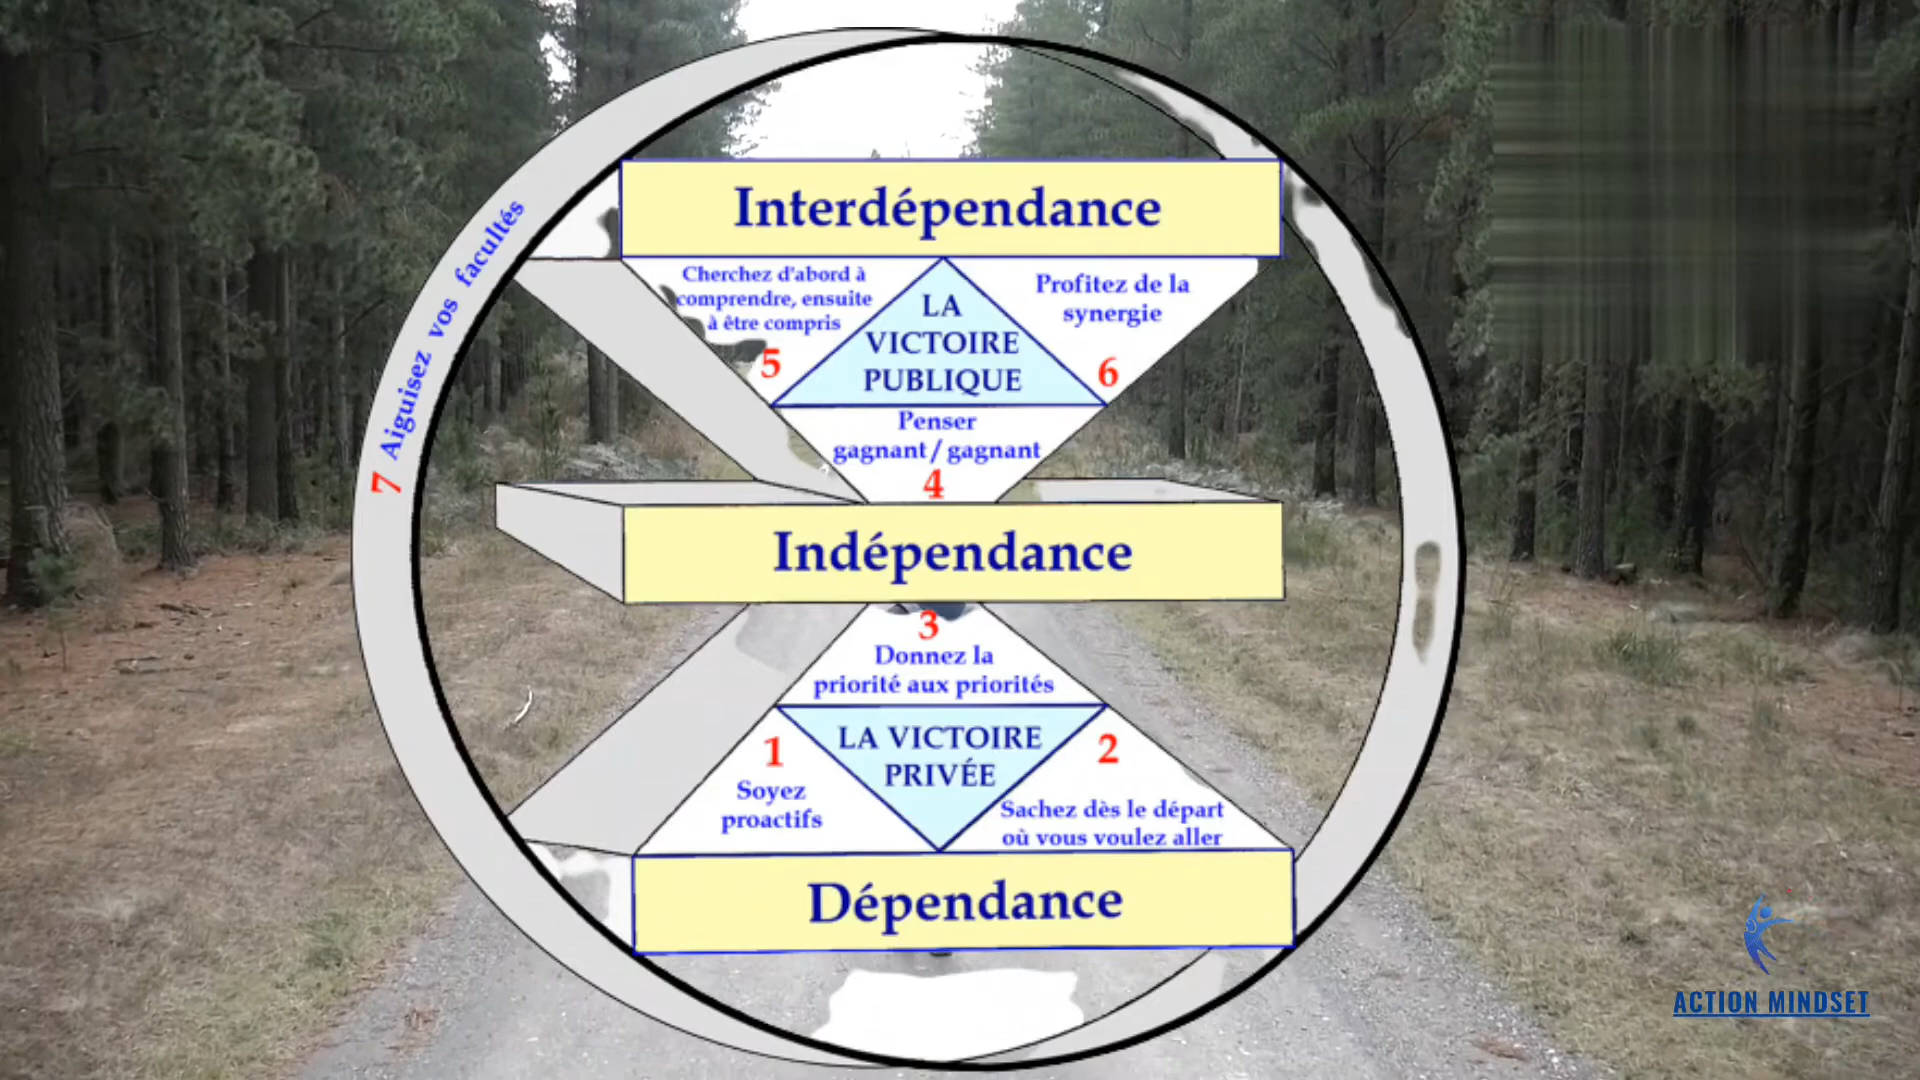 Interdépendance
Cherchez d'abord à
comprendre, ensuite
à être compris
5
LA
VICTOIRE
PUBLIQUE
Profitez de la
synergie
6
Penser
gagnant / gagnant
4
7 Aiguisez vos facultés
Indépendance
3
Donnez la
priorité aux priorités
1
Soyez
proactifs
LA VICTOIRE
PRIVÉE
2
Sachez dès le départ
où vous voulez aller
Dépendance
ACTION MINDSET